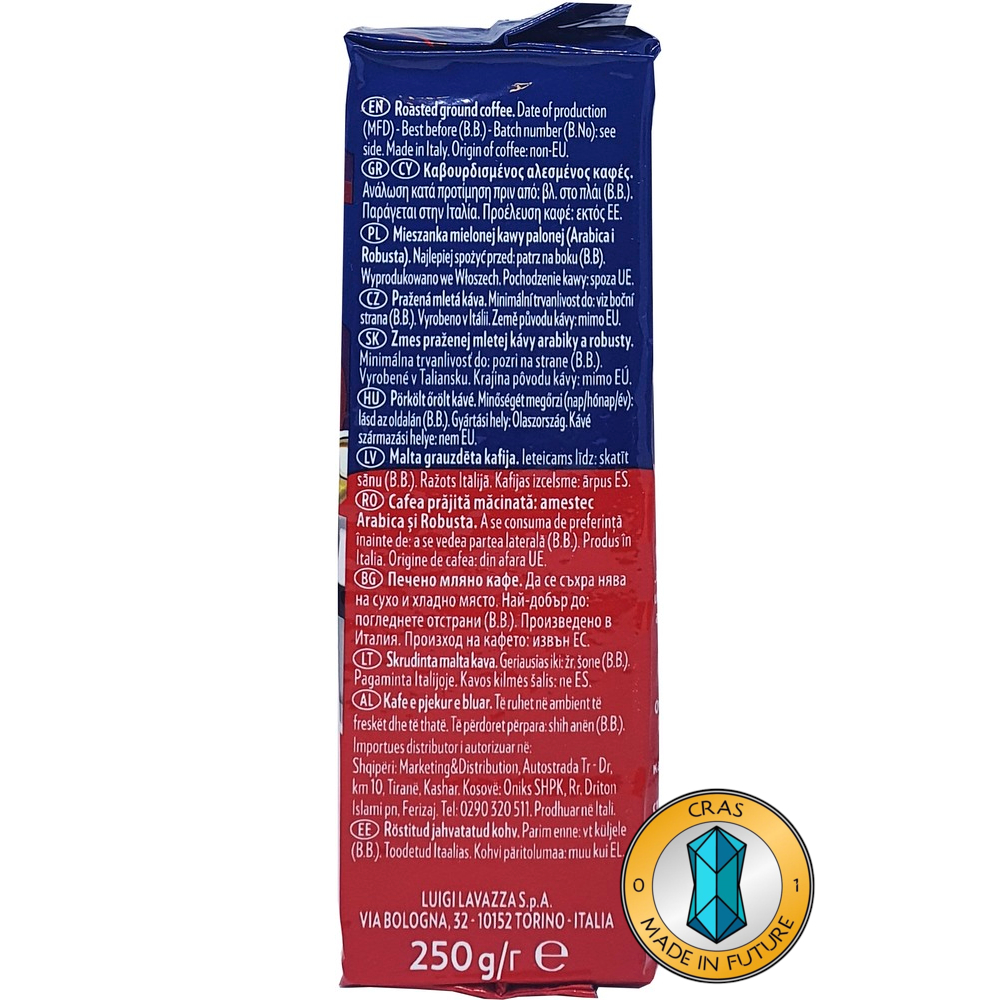 EN Roasted ground coffee. Date of production
(MFD) - Best before (B.B.) - Batch number (B.No): see
side. Made in Italy. Origin of coffee: non-EU.
GR CY Καβουρδισμένος αλεσμένος καφές.
Ανάλωση κατά προτίμηση πριν από: βλ. στο πλάι (B.B.).
Παράγεται στην Ιταλία. Προέλευση καφέ: εκτός ΕΕ.
PL Mieszanka mielonej kawy palonej (Arabica i
Robusta). Najlepiej spożyć przed: patrz na boku (B.B).
Wyprodukowano we Włoszech. Pochodzenie kawy: spoza UE.
CZ Pražená mletá káva. Minimální trvanlivost do: viz boční
strana (B.B.). Vyrobeno v Itálii. Země původu kávy: mimo EU.
SK Zmes praženej mletej kávy arabiky a robusty.
Minimálna trvanlivosť do: pozri na strane (B.B.).
Vyrobené v Taliansku. Krajina pôvodu kávy: mimo EÚ.
HU Pörkölt őrölt kávé. Minőségét megőrzi (nap/hónap/év):
lásd az oldalán (B.B.). Gyártási hely: Olaszország. Kávé
származási helye: nem EU.
LV Malta grauzdēta kafija. Ieteicams līdz: skatīt
sānu (B.B.). Ražots Itālijā. Kafijas izcelsme: ārpus ES.
RO Cafea prăjită măcinată: amestec
Arabica și Robusta. A se consuma de preferință
înainte de: a se vedea partea laterală (B.B.). Produs în
Italia. Origine de cafea: din afara UE.
BG Печено мляно кафе. Да се съхра нява
на сухо и хладно място. Най-добър до:
погледнете отстрани (B.B.). Произведено в
Италия. Произход на кафето: извън ЕС.
LT Skrudinta malta kava. Geriausias iki: žr. šone (B.B.).
Pagaminta Italijoje. Kavos kilmės šalis: ne ES.
AL Kafe e pjekur e bluar. Të ruhet në ambient të
freskët dhe të thatë. Të përdoret përpara: shih anën (B.B.).
Importues distributor i autorizuar në:
Shqipëri: Marketing&Distribution, Autostrada Tr - Dr,
km 10, Tiranë, Kashar. Kosovë: Oniks SHPK, Rr. Driton
Islami pn, Ferizaj. Tel: 0290 320 511. Prodhuar në Itali.
EE Röstitud jahvatatud kohv. Parim enne: vt küljele
(B.B.). Toodetud Itaalias. Kohvi päritolumaa: muu kui EL
LUIGI LAVAZZA S.p.A.
VIA BOLOGNA, 32 - 10152 TORINO - ITALIA
250 g/г e
CRAS
0 1
MADE IN FUTURE